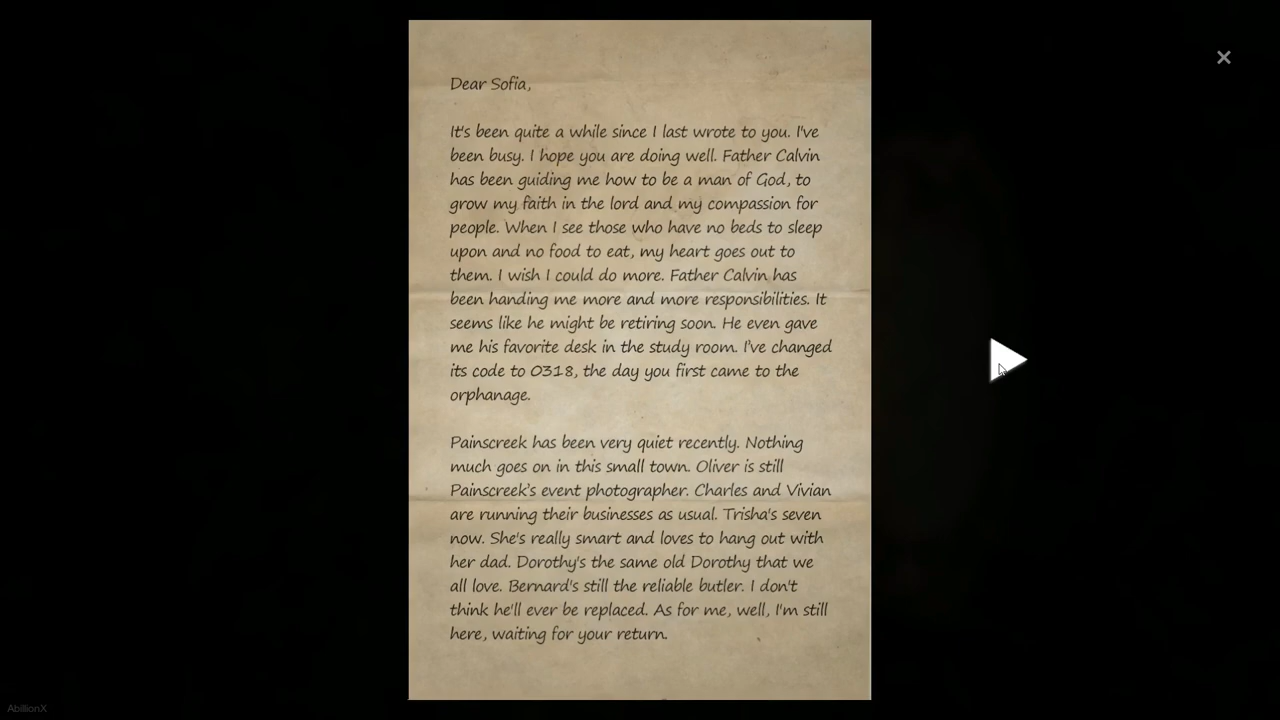 Dear Sofia,
It's been quite a while since I last wrote to you. I've
been busy. I hope you are doing well. Father Calvin
has been guiding me how to be a man of God, to
grow my faith in the lord and my compassion for
people. When I see those who have no beds to sleep
upon and no food to eat, my heart goes out to
them. I wish I could do more. Father Calvin has
been handing me more and more responsibilities. It
seems like he might be retiring soon. He even gave
me his favorite desk in the study room. I've changed
its code to 0318, the day you first came to the
orphanage.
Painscreek has been very quiet recently. Nothing
much goes on in this small town. Oliver is still
Painscreek's event photographer. Charles and Vivian
are running their businesses as usual. Trisha's seven
now. She's really smart and loves to hang out with
her dad. Dorothy's the same old Dorothy that we
all love. Bernard's still the reliable butler. I don't
think he'll ever be replaced. As for me, well, I'm still
here, waiting for your return.
AbillionX